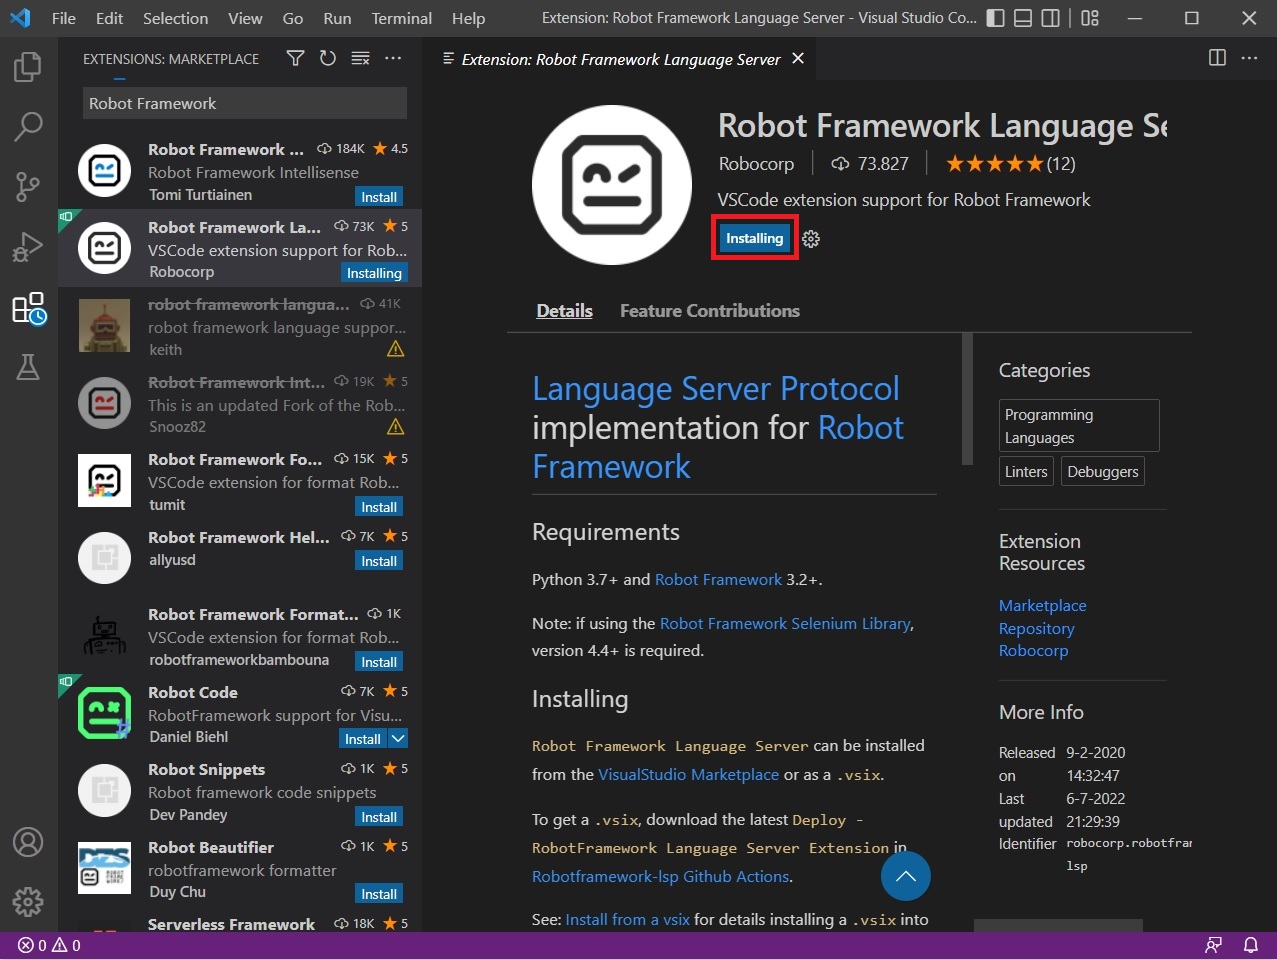 File Edit Selection View Go Run Terminal Help
Extension: Robot Framework Language Server - Visual Studio Co...
EXTENSIONS: MARKETPLACE
Robot Framework
Robot Framework ... 184K 4.5
Robot Framework Intellisense
Tomi Turtiainen Install
Robot Framework La... 73K 5
VSCode extension support for Rob...
Robocorp Installing
robot framework langua... 41K
robot framework language suppor...
keith
Robot Framework Int... 19K 5
This is an updated Fork of the Rob...
Snooz82
Robot Framework Fo... 15K 5
VSCode extension for format Rob...
tumit Install
Robot Framework Hel... 7K 5
allyusd Install
Robot Framework Format... 1K
VSCode extension for format Rob...
robotframeworkbambouna Install
Robot Code 7K 5
RobotFramework support for Visu...
Daniel Biehl Install
Robot Snippets 1K 5
Robot framework code snippets
Dev Pandey Install
Robot Beautifier 1K 5
robotframework formatter
Duy Chu Install
Serverless Framework 18K 5
Extension: Robot Framework Language Server
Robot Framework Language Se
Robocorp 73.827 (12)
VSCode extension support for Robot Framework
Installing
Details Feature Contributions
Language Server Protocol
implementation for Robot
Framework
Requirements
Python 3.7+ and Robot Framework 3.2+.
Note: if using the Robot Framework Selenium Library,
version 4.4+ is required.
Installing
Robot Framework Language Server can be installed
from the VisualStudio Marketplace or as a .vsix.
To get a .vsix, download the latest Deploy -
RobotFramework Language Server Extension in
Robotframework-lsp Github Actions.
See: Install from a vsix for details installing a .vsix into
Categories
Programming
Languages
Linters Debuggers
Extension
Resources
Marketplace
Repository
Robocorp
More Info
Released 9-2-2020
on 14:32:47
Last 6-7-2022
updated 21:29:39
Identifier robocorp.robotfram
lsp
0 0